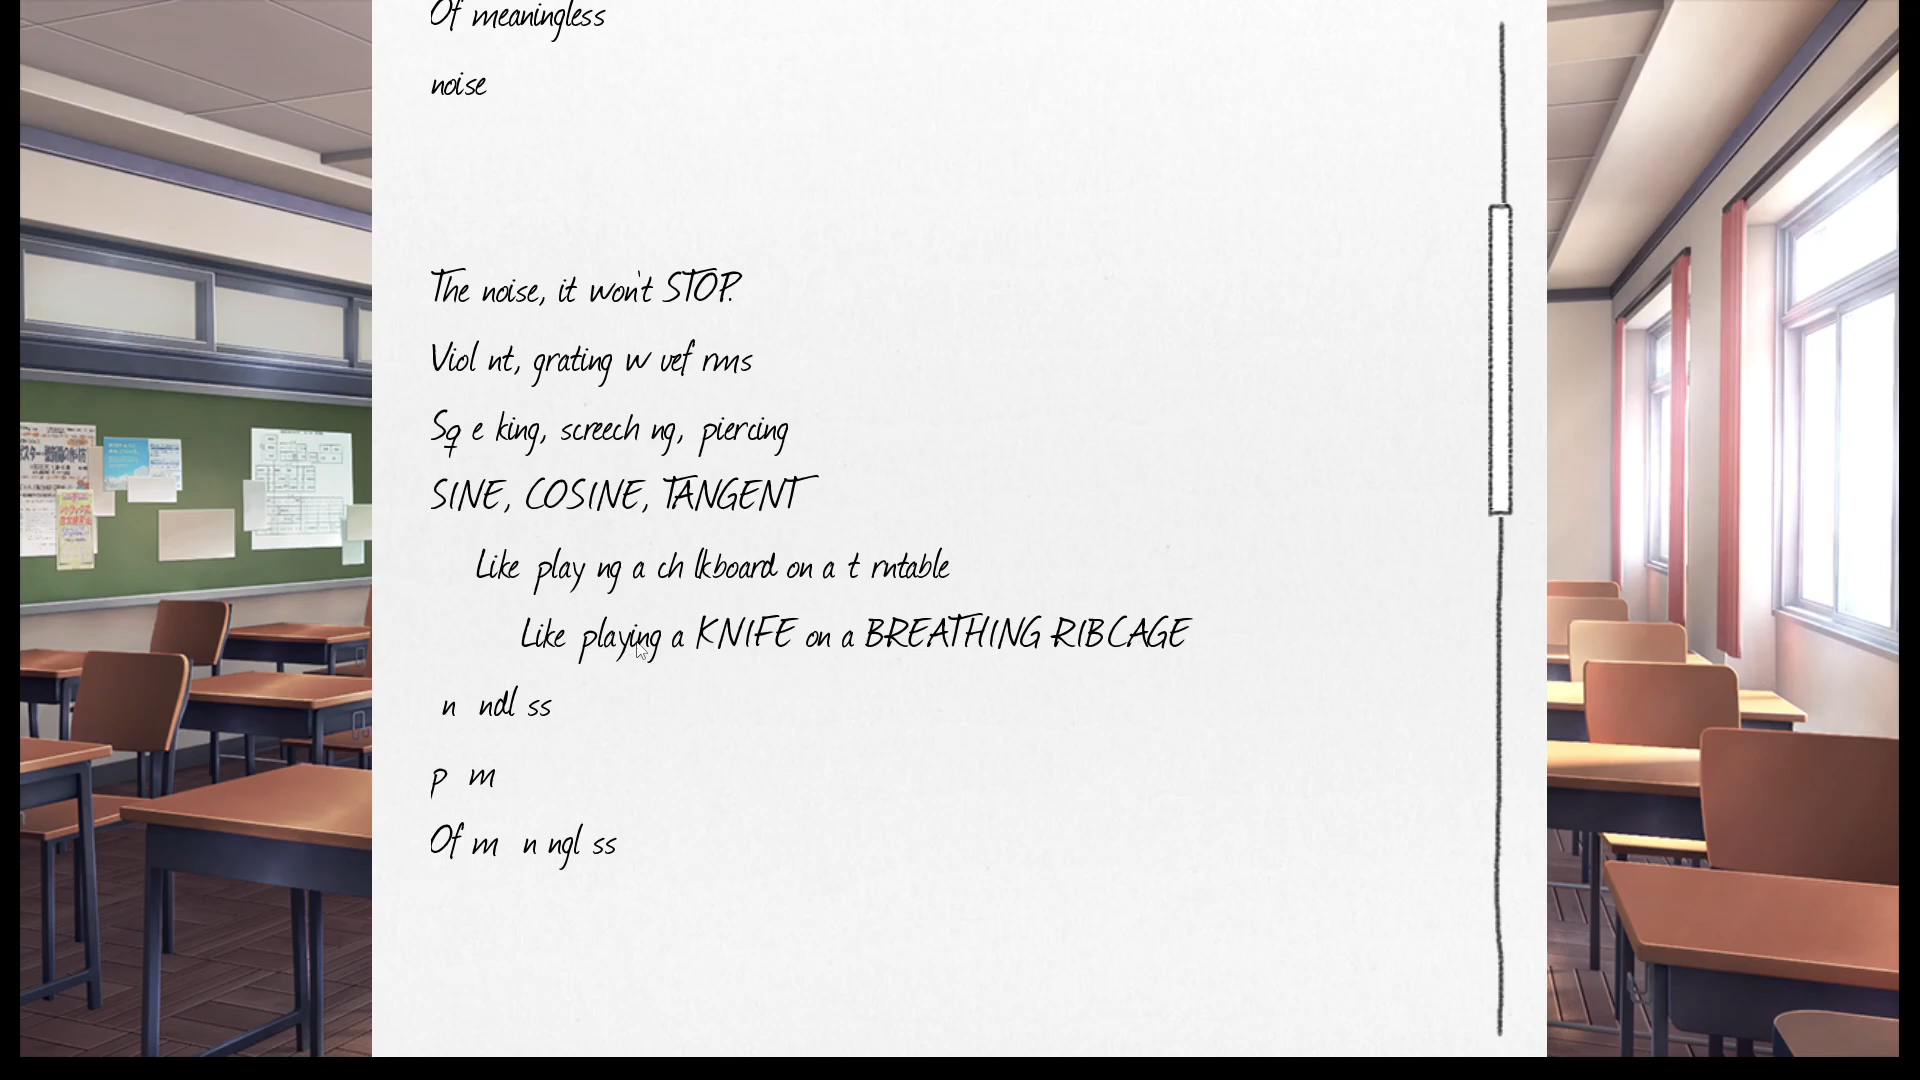 Of meaningless
noise
The noise, it won't STOP.
Viol nt, grating w vef rms
Sq e king, screech ng, piercing
SINE, COSINE, TANGENT
Like play ng a ch lkboard on a t rntable
Like playing a KNIFE on a BREATHING RIBCAGE
n  ndl ss
p  m
Of m  n ngl ss